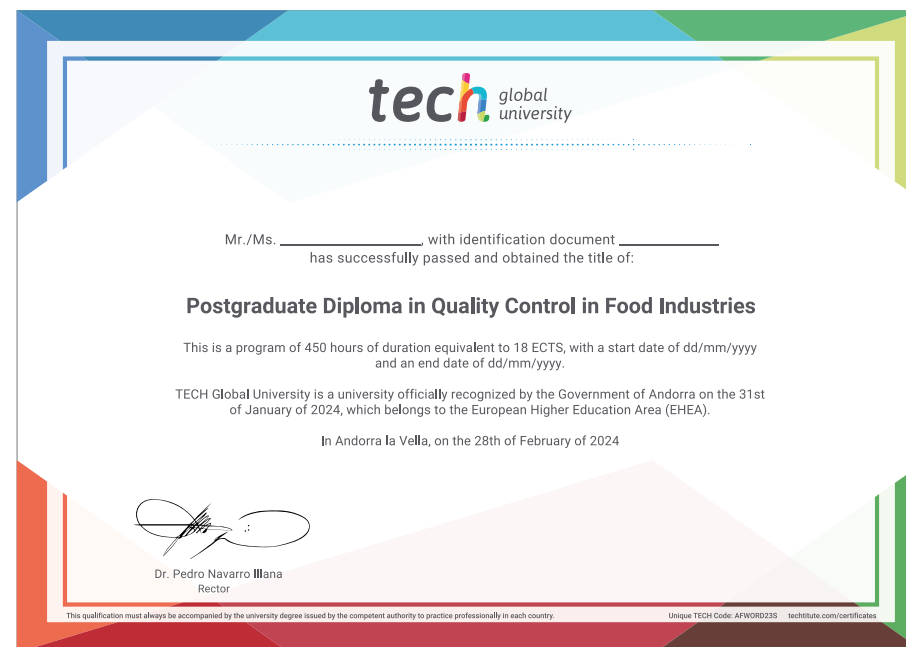 tech global
university
Mr./Ms. ____________________, with identification document ______________
has successfully passed and obtained the title of:
Postgraduate Diploma in Quality Control in Food Industries
This is a program of 450 hours of duration equivalent to 18 ECTS, with a start date of dd/mm/yyyy
and an end date of dd/mm/yyyy.
TECH Global University is a university officially recognized by the Government of Andorra on the 31st
of January of 2024, which belongs to the European Higher Education Area (EHEA).
In Andorra la Vella, on the 28th of February of 2024
Dr. Pedro Navarro Illana
Rector
This qualification must always be accompanied by the university degree issued by the competent authority to practice professionally in each country. Unique TECH Code: AFWORD23S techtitute.com/certificates